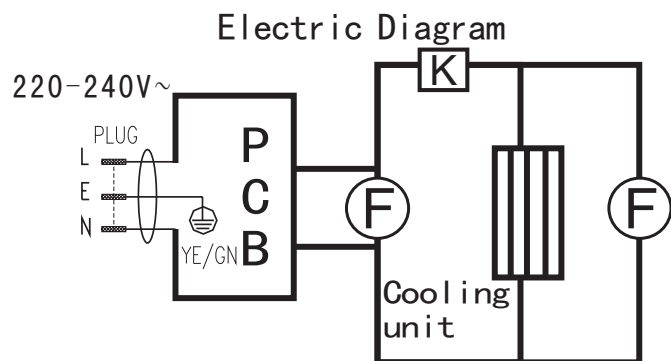 Electric Diagram
220-240V~
PLUG
L
E
N
YE/GN
P
C
B
K
F
F
Cooling
unit